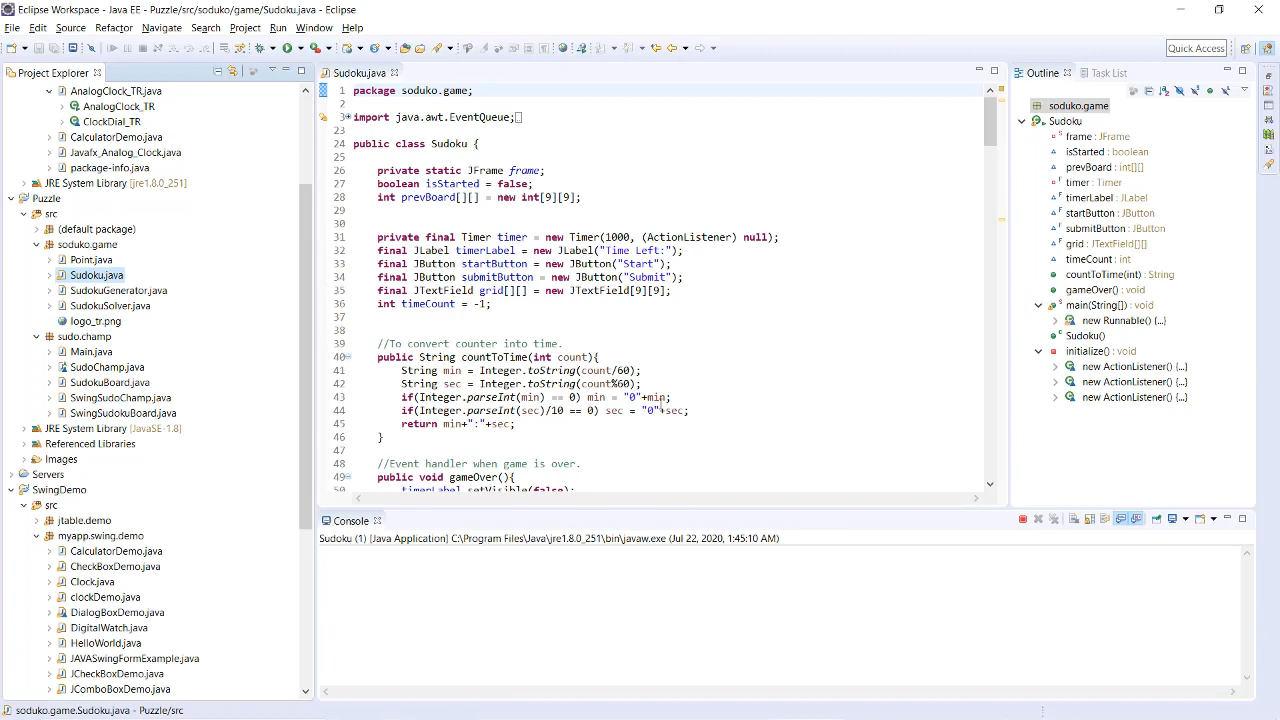 Eclipse Workspace - Java EE - Puzzle/src/soduko/game/Sudoku.java - Eclipse
File Edit Source Refactor Navigate Search Project Run Window Help
Quick Access
Project Explorer
AnalogClock_TR.java
AnalogClock_TR
ClockDial_TR
CalculatorDemo.java
Javafx_Analog_Clock.java
package-info.java
JRE System Library [jre1.8.0_251]
Puzzle
src
(default package)
soduko.game
Point.java
Sudoku.java
SudokuGenerator.java
SudokuSolver.java
logo_tr.png
sudo.champ
Main.java
SudoChamp.java
SudokuBoard.java
SwingSudoChamp.java
SwingSudokuBoard.java
JRE System Library [JavaSE-1.8]
Referenced Libraries
Images
Servers
SwingDemo
src
jtable.demo
myapp.swing.demo
CalculatorDemo.java
CheckBoxDemo.java
Clock.java
clockDemo.java
DialogBoxDemo.java
DigitalWatch.java
HelloWorld.java
JAVASwingFormExample.java
JCheckBoxDemo.java
JComboBoxDemo.java
Sudoku.java
1 package soduko.game;
2
3 import java.awt.EventQueue;
23
24 public class Sudoku {
25
26 private static JFrame frame;
27 boolean isStarted = false;
28 int prevBoard[][] = new int[9][9];
29
30
31 private final Timer timer = new Timer(1000, (ActionListener) null);
32 final JLabel timerLabel = new JLabel("Time Left:");
33 final JButton startButton = new JButton("Start");
34 final JButton submitButton = new JButton("Submit");
35 final JTextField grid[][] = new JTextField[9][9];
36 int timeCount = -1;
37
38
39 //To convert counter into time.
40 public String countToTime(int count){
41 String min = Integer.toString(count/60);
42 String sec = Integer.toString(count%60);
43 if(Integer.parseInt(min) == 0) min = "0"+min;
44 if(Integer.parseInt(sec)/10 == 0) sec = "0"+sec;
45 return min+":"+sec;
46 }
47
48 //Event handler when game is over.
49 public void gameOver(){
50 timerLabel.setVisible(false);
Outline Task List
soduko.game
Sudoku
frame : JFrame
isStarted : boolean
prevBoard : int[][]
timer : Timer
timerLabel : JLabel
startButton : JButton
submitButton : JButton
grid : JTextField[][]
timeCount : int
countToTime(int) : String
gameOver() : void
main(String[]) : void
new Runnable() {...}
Sudoku()
initialize() : void
new ActionListener() {...}
new ActionListener() {...}
new ActionListener() {...}
Console
Sudoku (1) [Java Application] C:\Program Files\Java\jre1.8.0_251\bin\javaw.exe (Jul 22, 2020, 1:45:10 AM)
soduko.game.Sudoku.java - Puzzle/src